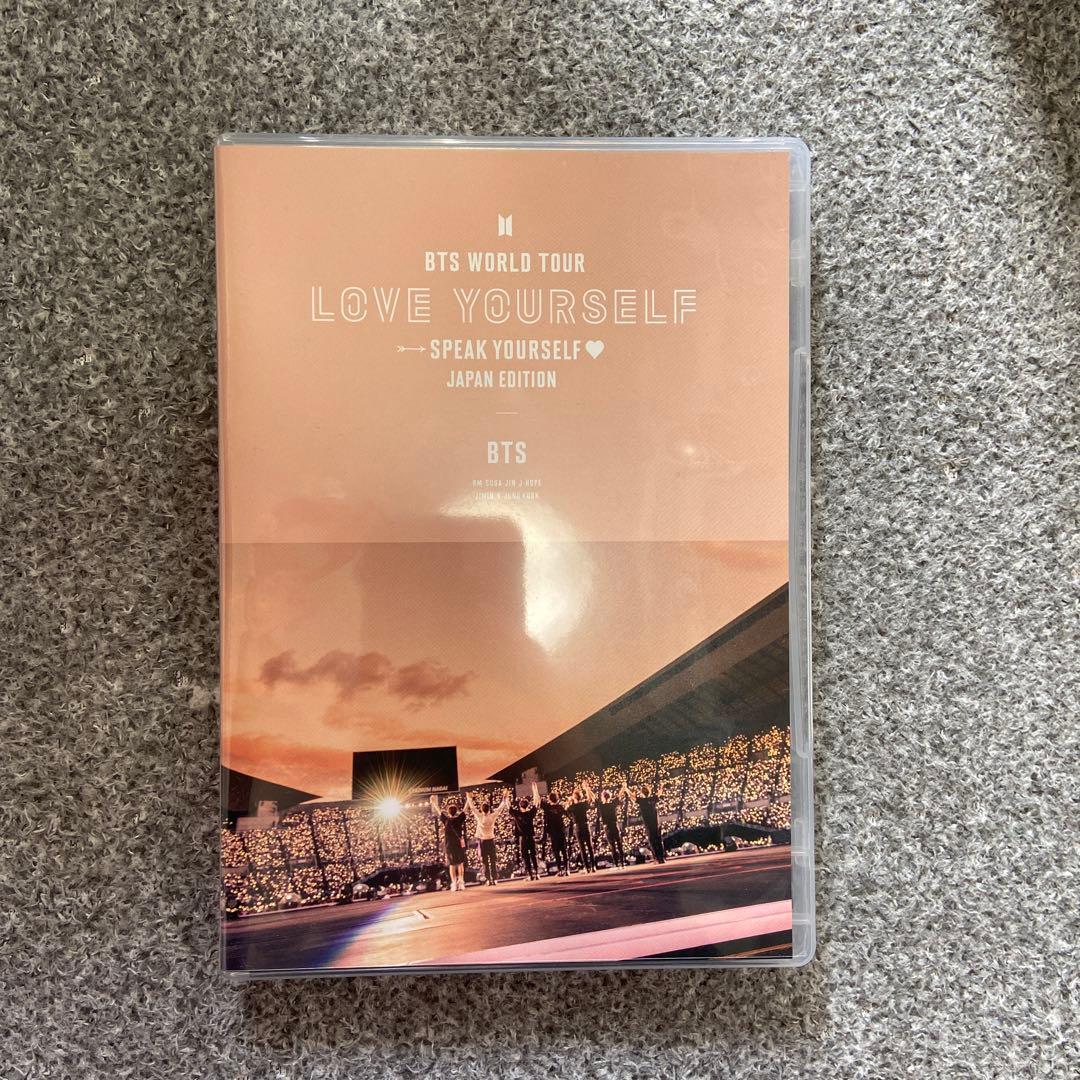 BTS WORLD TOUR
LOVE YOURSELF
SPEAK YOURSELF
JAPAN EDITION
BTS
RM SUGA JIN J-HOPE
JIMIN V JUNG KOOK